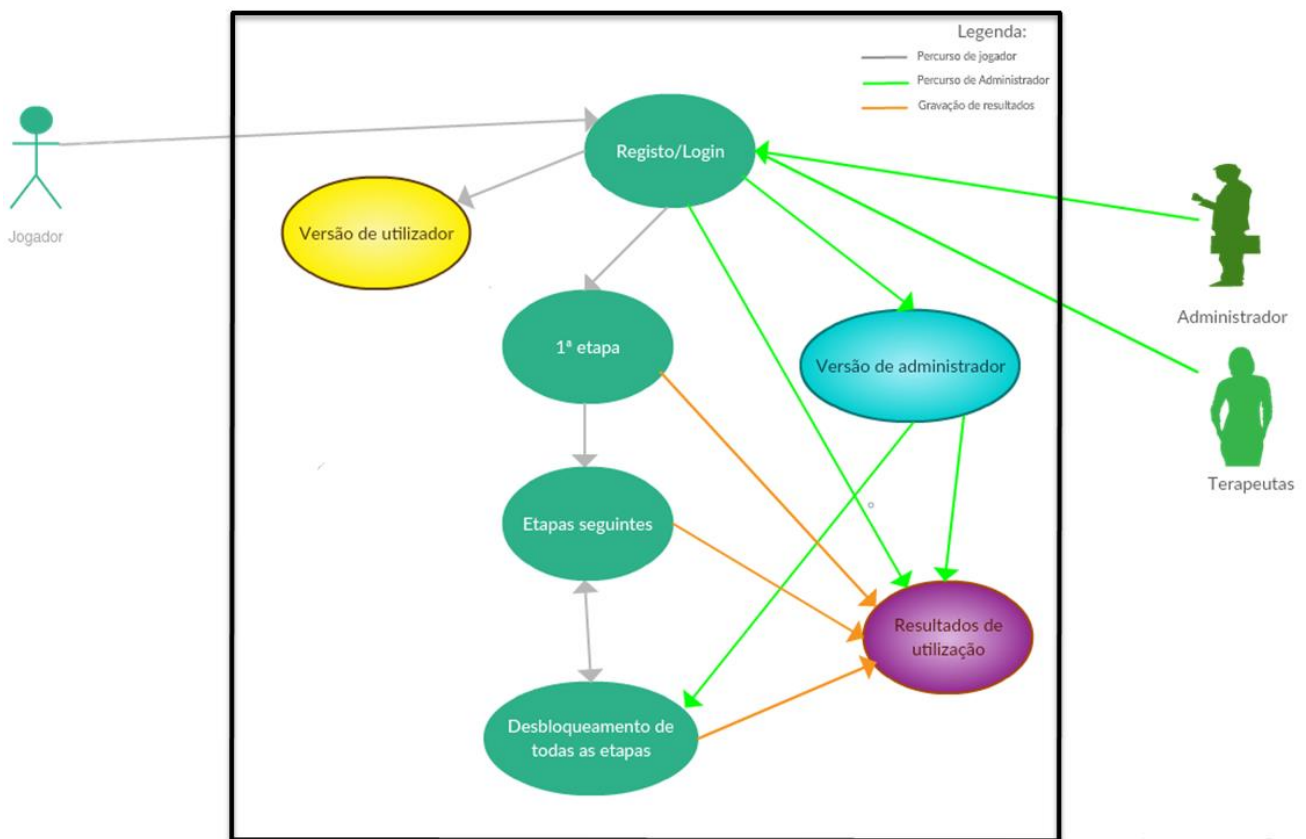 Legenda:
Percurso de jogador
Percurso de Administrador
Gravação de resultados
Registo/Login
Jogador
Versão de utilizador
Administrador
1ª etapa
Versão de administrador
Terapeutas
Etapas seguintes
Resultados de
utilização
Desbloqueamento de
todas as etapas